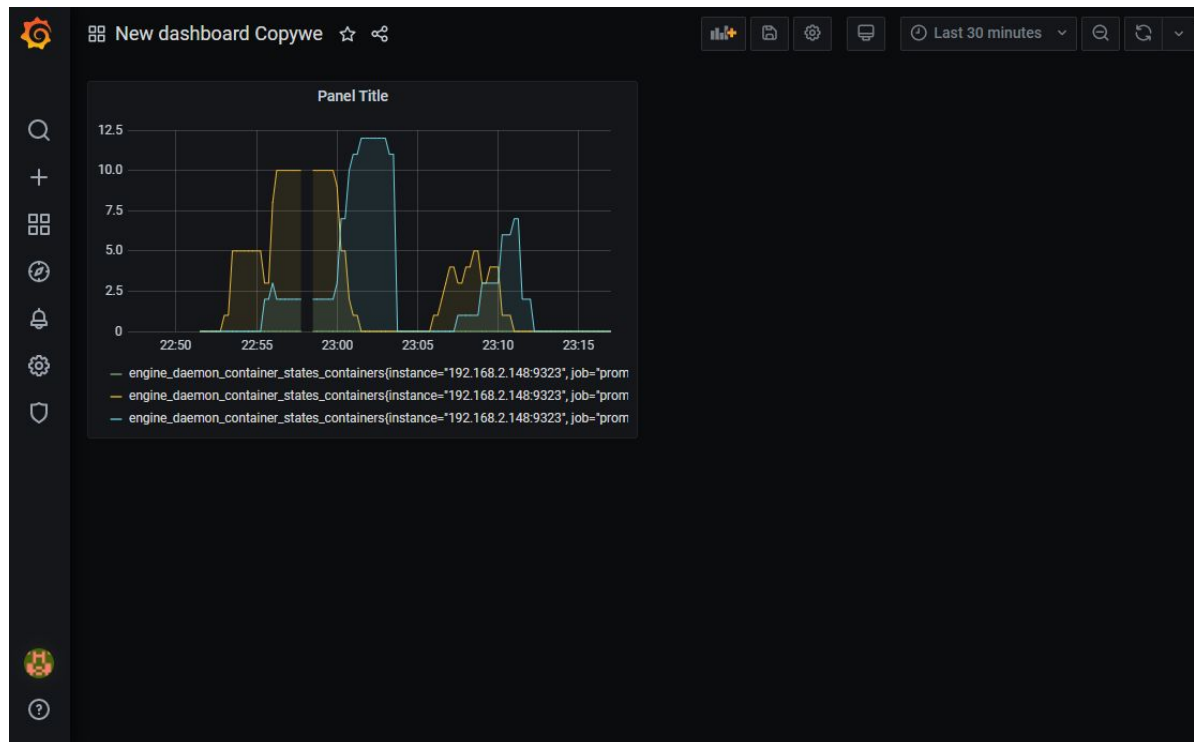 New dashboard Copywe
Last 30 minutes
Panel Title
12.5
10.0
7.5
5.0
2.5
0
22:50 22:55 23:00 23:05 23:10 23:15
engine_daemon_container_states_containers{instance="192.168.2.148:9323", job="prom
engine_daemon_container_states_containers{instance="192.168.2.148:9323", job="prom
engine_daemon_container_states_containers{instance="192.168.2.148:9323", job="prom